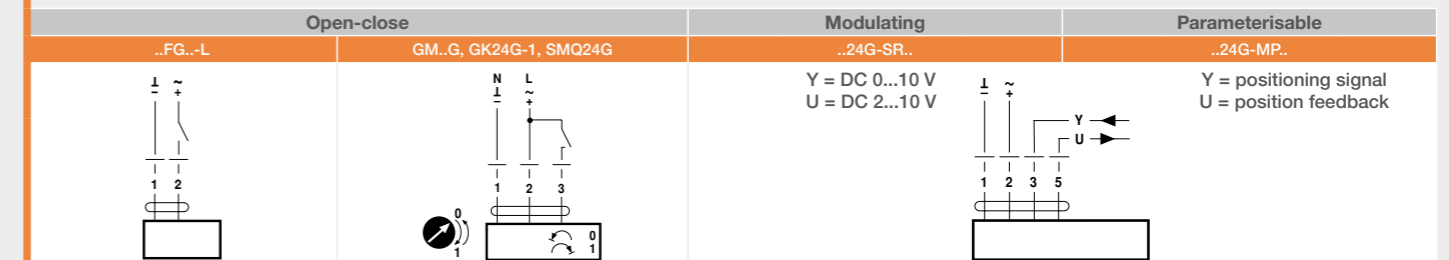 Open-close
Modulating
Parameterisable
..FG..-L
GM..G, GK24G-1, SMQ24G
..24G-SR..
..24G-MP..
⊥ ~
− +
1 2
N L
⊥ ~
− +
1 2 3
0
1
0
1
Y = DC 0...10 V
U = DC 2...10 V
⊥ ~
− +
Y
U
1 2 3 5
Y = positioning signal
U = position feedback